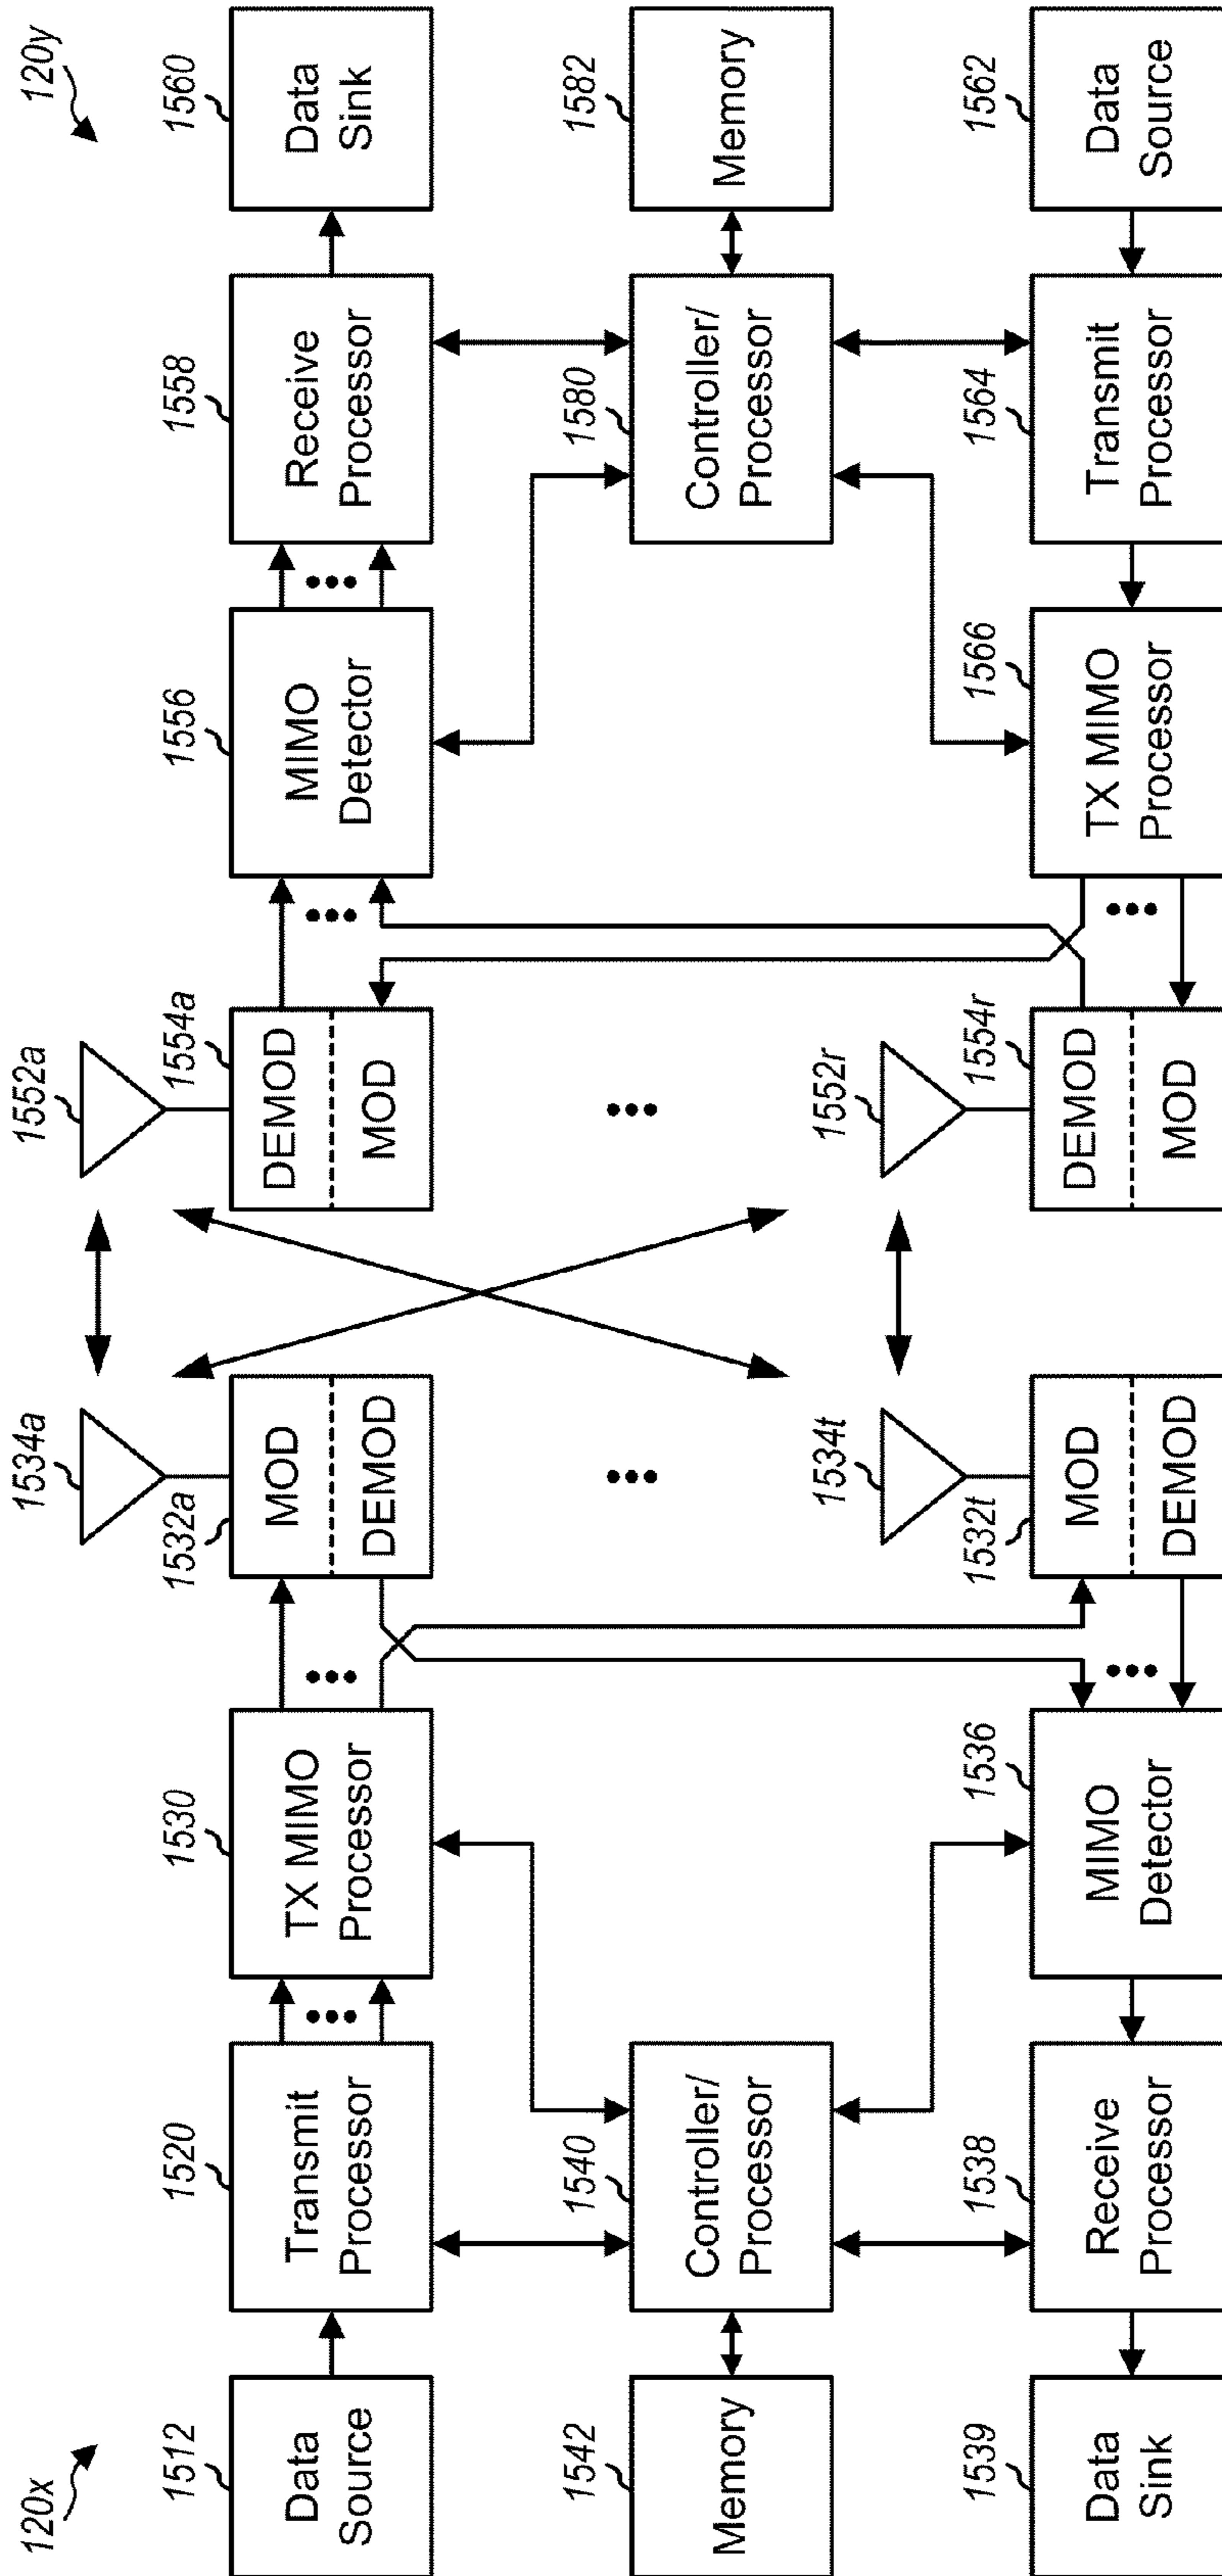 120x
1512
Data
Source
1520
Transmit
Processor
•••
1530
TX MIMO
Processor
•••
1534a
1532a
MOD
DEMOD
1552a
1554a
DEMOD
MOD
•••
1556
MIMO
Detector
•••
1558
Receive
Processor
1560
Data
Sink
120y
1542
Memory
1540
Controller/
Processor
•••
•••
1580
Controller/
Processor
1582
Memory
1539
Data
Sink
1538
Receive
Processor
1536
MIMO
Detector
•••
1534t
1532t
MOD
DEMOD
1552r
1554r
DEMOD
MOD
•••
1566
TX MIMO
Processor
1564
Transmit
Processor
1562
Data
Source